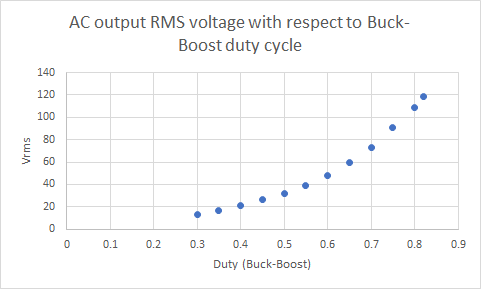 AC output RMS voltage with respect to Buck-
Boost duty cycle
140
120
100
80
60
40
20
0
Vrms
0 0.1 0.2 0.3 0.4 0.5 0.6 0.7 0.8 0.9
Duty (Buck-Boost)